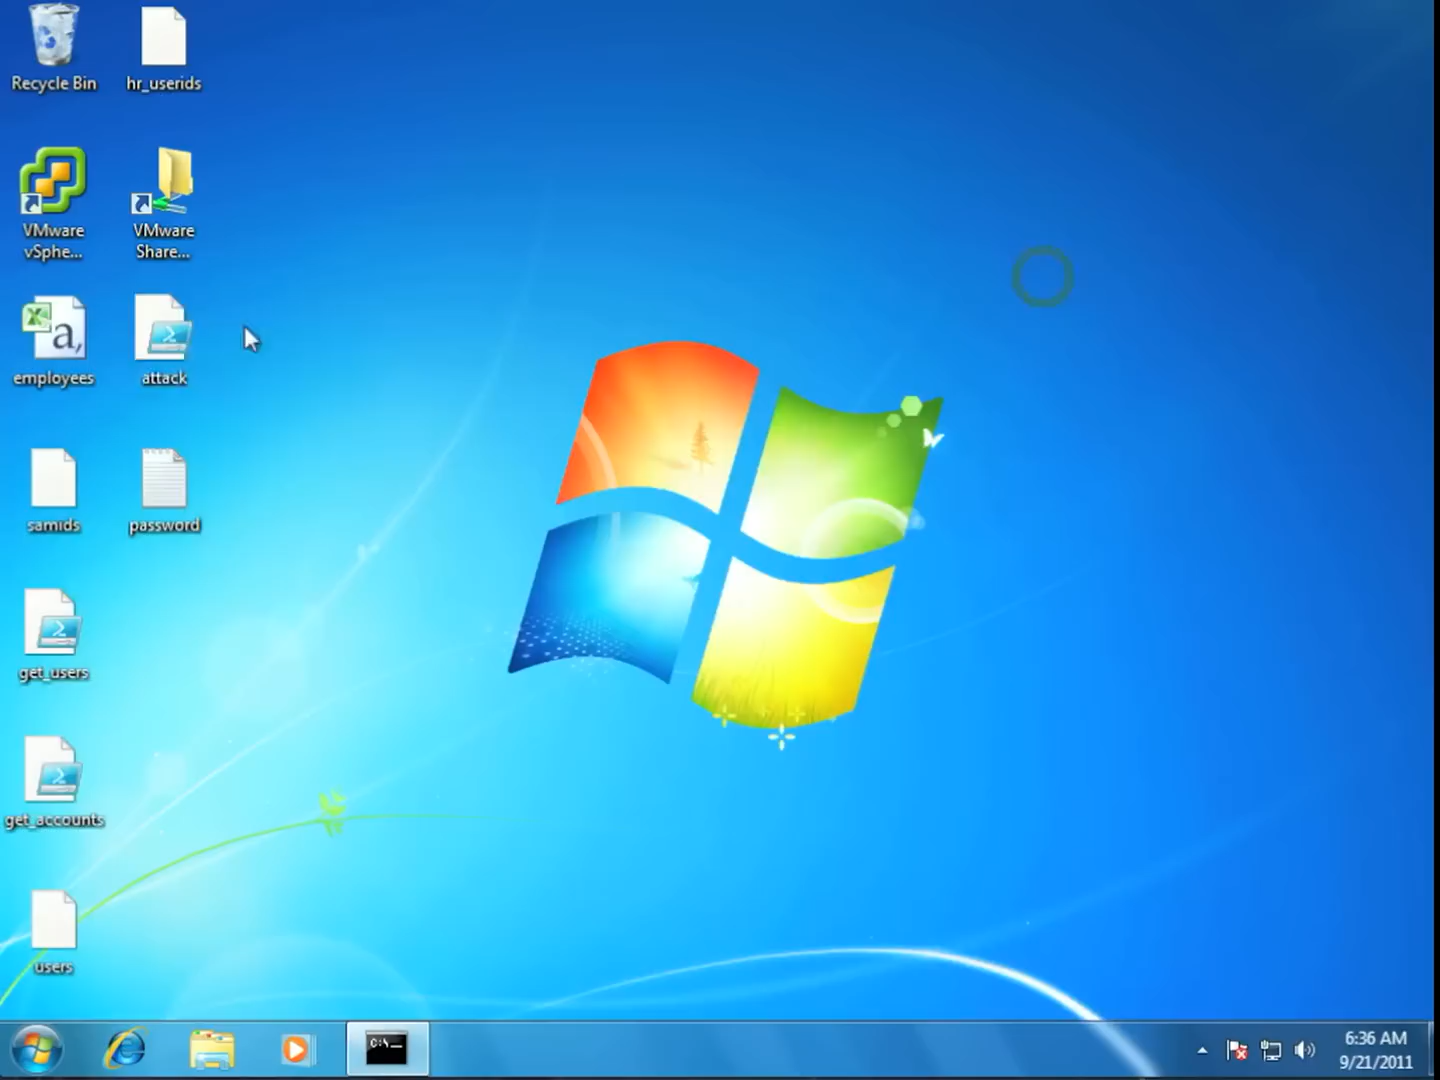 Recycle Bin
hr_userids
VMware
vSphe...
VMware
Share...
employees
attack
samids
password
get_users
get_accounts
users
a,
C:\
6:36 AM
9/21/2011